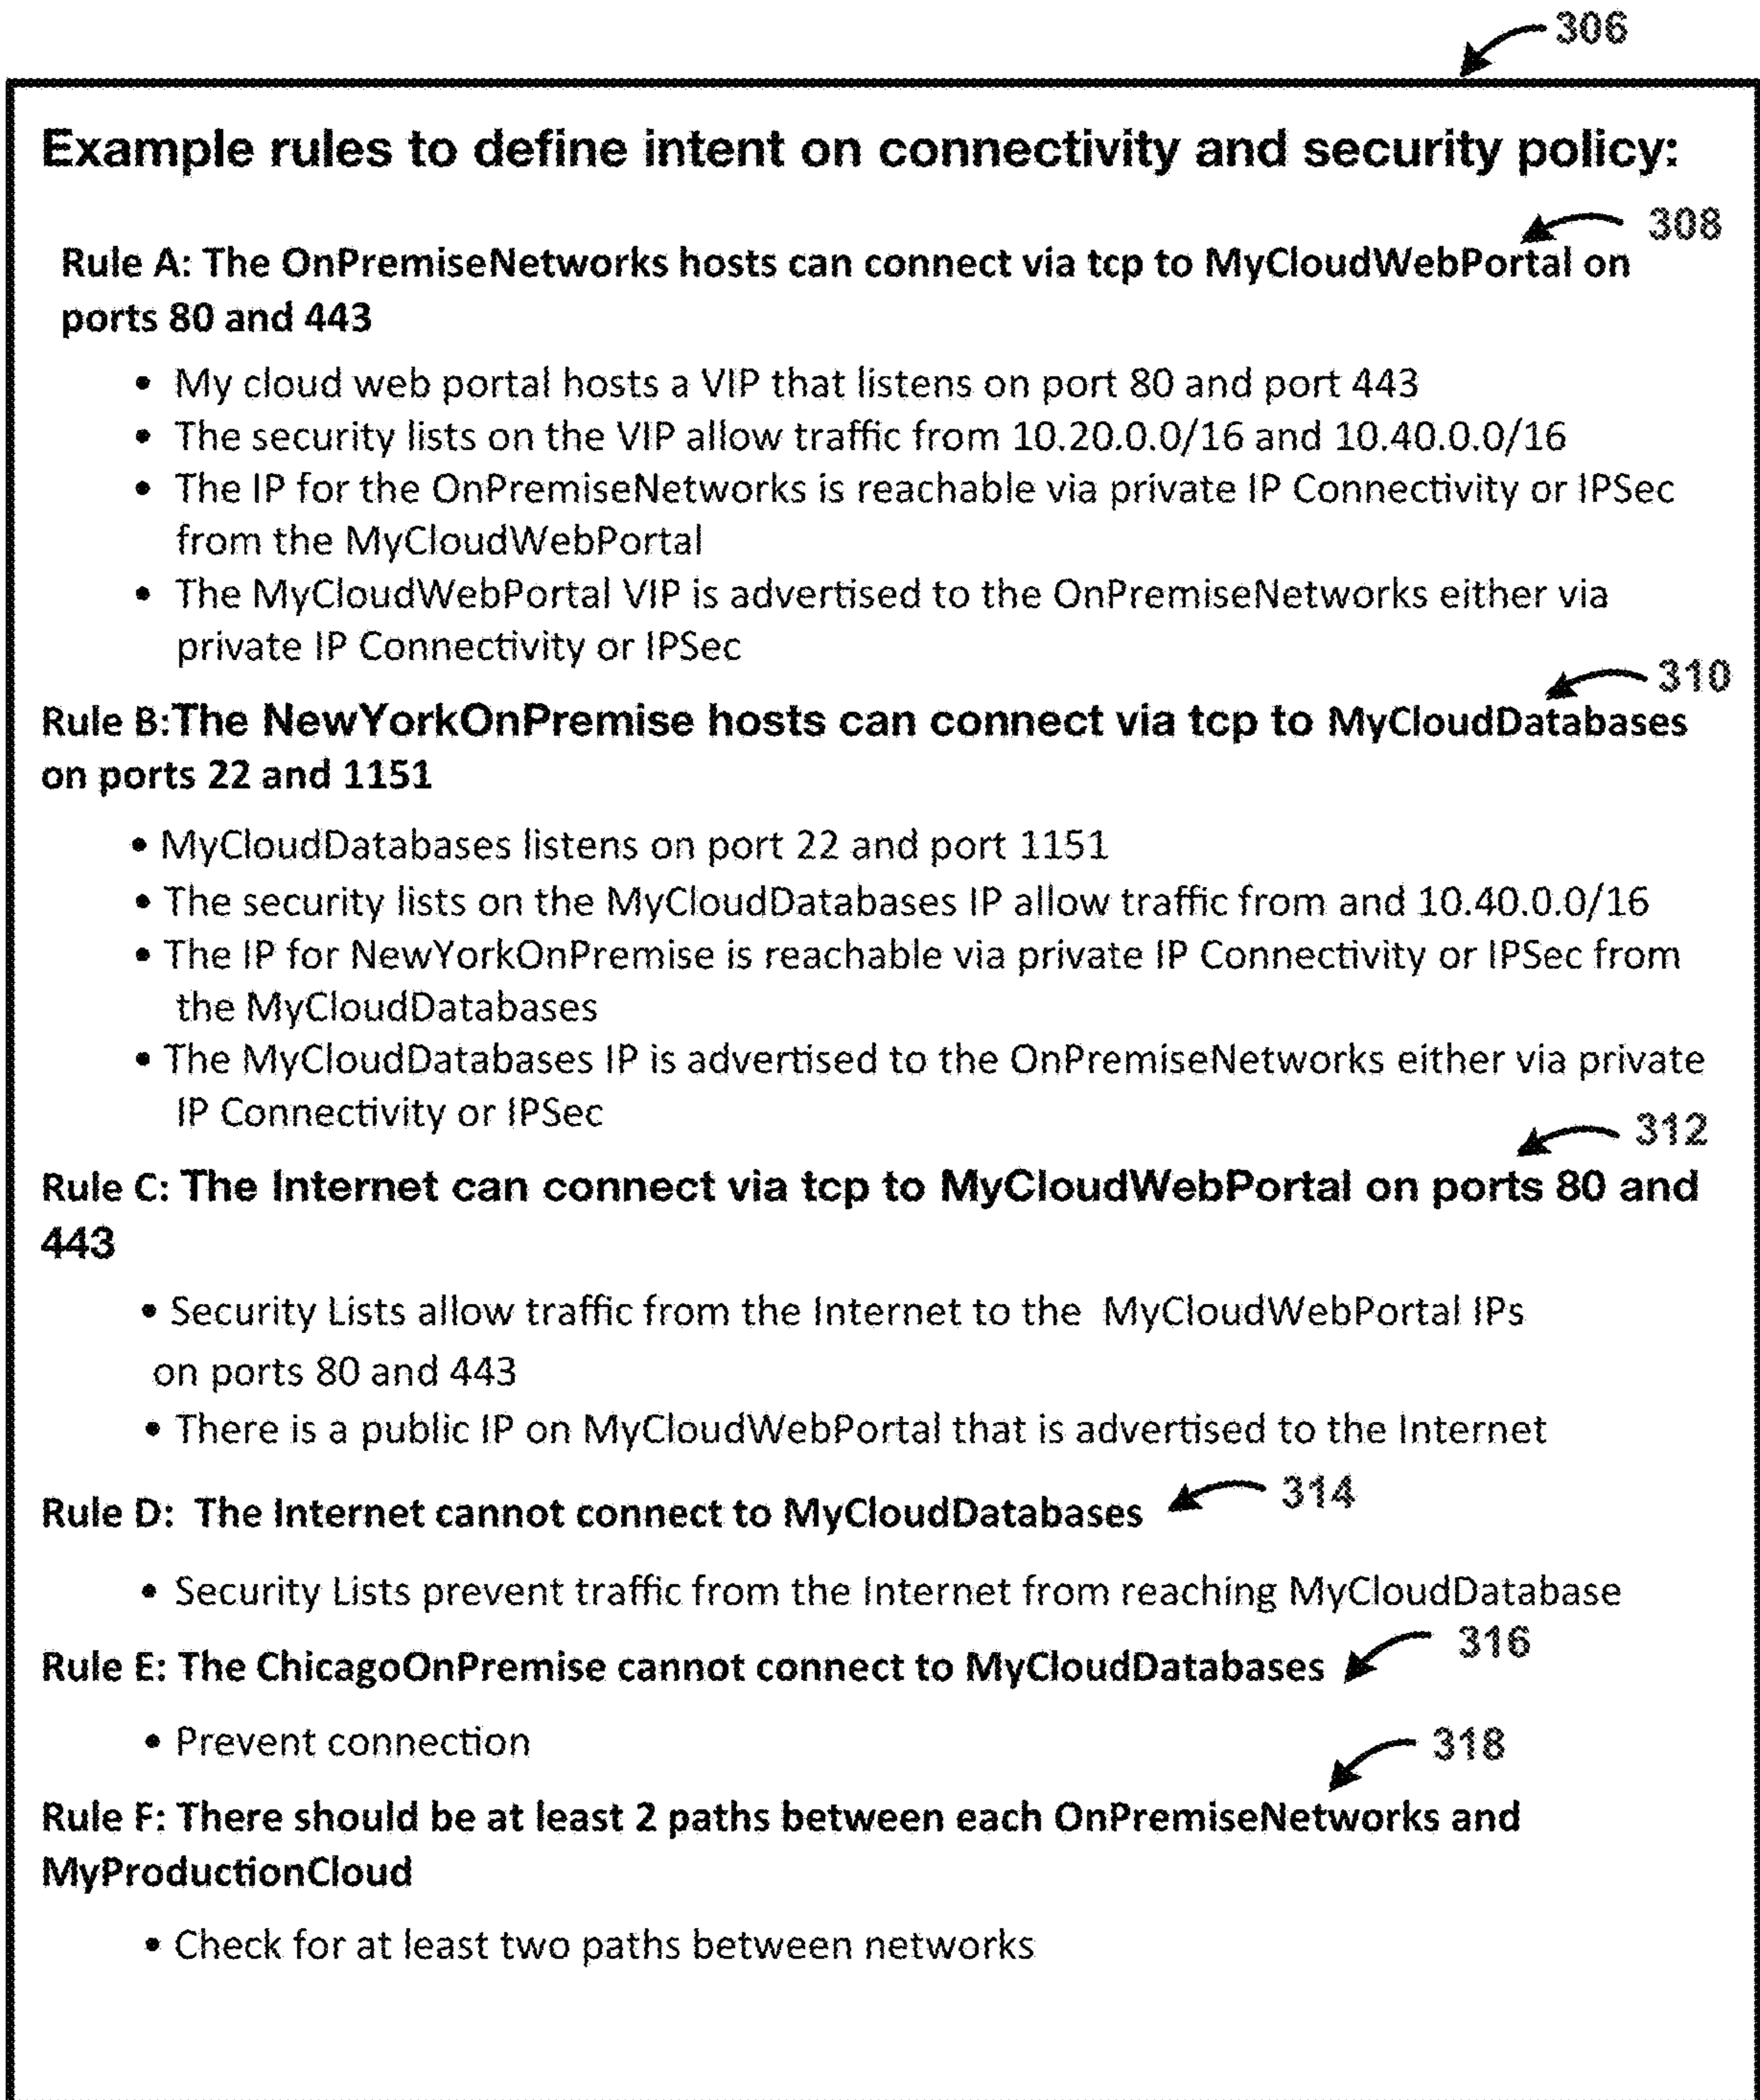 306
Example rules to define intent on connectivity and security policy:
308
Rule A: The OnPremiseNetworks hosts can connect via tcp to MyCloudWebPortal on
ports 80 and 443
• My cloud web portal hosts a VIP that listens on port 80 and port 443
• The security lists on the VIP allow traffic from 10.20.0.0/16 and 10.40.0.0/16
• The IP for the OnPremiseNetworks is reachable via private IP Connectivity or IPSec
from the MyCloudWebPortal
• The MyCloudWebPortal VIP is advertised to the OnPremiseNetworks either via
private IP Connectivity or IPSec
310
Rule B:The NewYorkOnPremise hosts can connect via tcp to MyCloudDatabases
on ports 22 and 1151
• MyCloudDatabases listens on port 22 and port 1151
• The security lists on the MyCloudDatabases IP allow traffic from and 10.40.0.0/16
• The IP for NewYorkOnPremise is reachable via private IP Connectivity or IPSec from
the MyCloudDatabases
• The MyCloudDatabases IP is advertised to the OnPremiseNetworks either via private
IP Connectivity or IPSec
312
Rule C: The Internet can connect via tcp to MyCloudWebPortal on ports 80 and
443
• Security Lists allow traffic from the Internet to the MyCloudWebPortal IPs
on ports 80 and 443
• There is a public IP on MyCloudWebPortal that is advertised to the Internet
Rule D: The Internet cannot connect to MyCloudDatabases 314
• Security Lists prevent traffic from the Internet from reaching MyCloudDatabase
Rule E: The ChicagoOnPremise cannot connect to MyCloudDatabases 316
• Prevent connection
318
Rule F: There should be at least 2 paths between each OnPremiseNetworks and
MyProductionCloud
• Check for at least two paths between networks